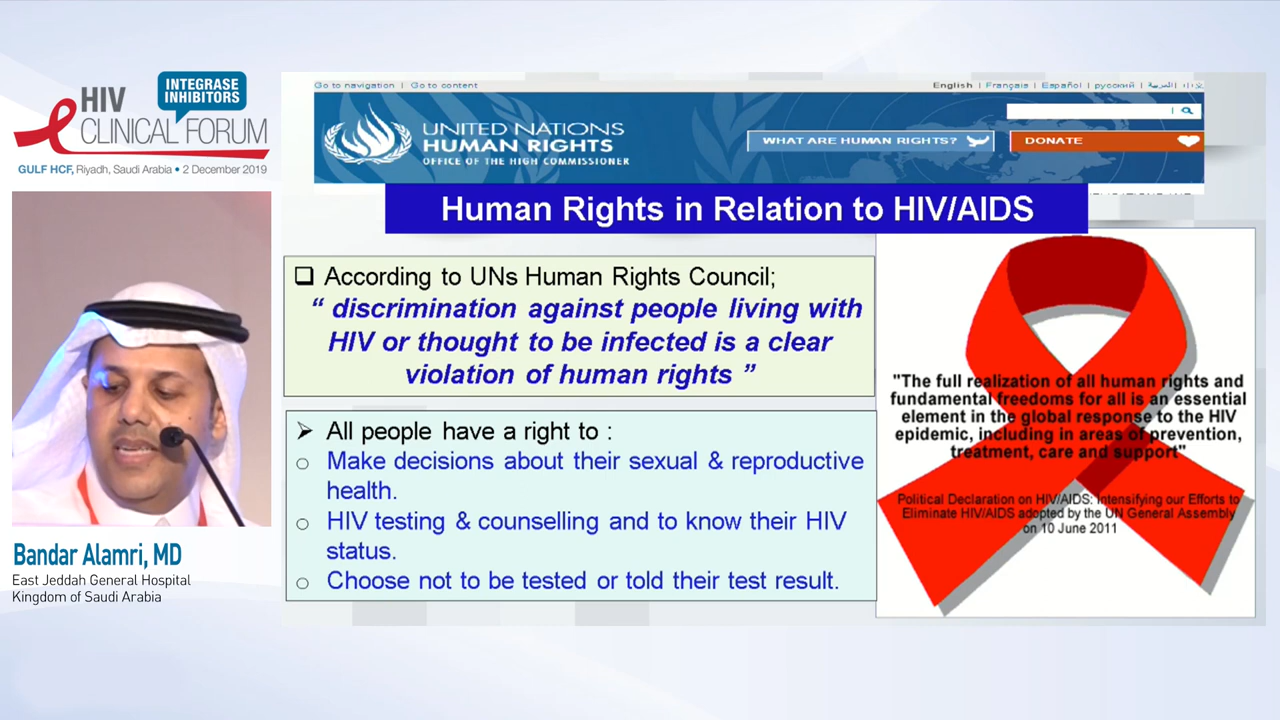 HIV
INTEGRASE
INHIBITORS
CLINICAL FORUM
GULF HCF, Riyadh, Saudi Arabia • 2 December 2019
Bandar Alamri, MD
East Jeddah General Hospital
Kingdom of Saudi Arabia
Go to navigation | Go to content
English | Français | Español | русский | العربية | 中文
UNITED NATIONS
HUMAN RIGHTS
OFFICE OF THE HIGH COMMISSIONER
WHAT ARE HUMAN RIGHTS?
DONATE
Human Rights in Relation to HIV/AIDS
According to UNs Human Rights Council;
“ discrimination against people living with
HIV or thought to be infected is a clear
violation of human rights ”
All people have a right to :
Make decisions about their sexual & reproductive
health.
HIV testing & counselling and to know their HIV
status.
Choose not to be tested or told their test result.
"The full realization of all human rights and
fundamental freedoms for all is an essential
element in the global response to the HIV
epidemic, including in areas of prevention,
treatment, care and support"
Political Declaration on HIV/AIDS: Intensifying our Efforts to
Eliminate HIV/AIDS adopted by the UN General Assembly
on 10 June 2011